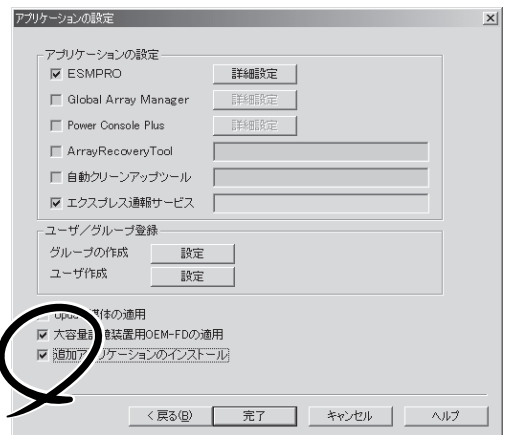 アプリケーションの設定
アプリケーションの設定
ESMPRO 詳細設定
Global Array Manager 詳細設定
Power Console Plus 詳細設定
ArrayRecoveryTool
自動クリーンアップツール
エクスプレス通報サービス
ユーザ/グループ登録
グループの作成 設定
ユーザ作成 設定
媒体の適用
大容量記憶装置用OEM-FDの適用
追加アプリケーションのインストール
< 戻る(B) 完了 キャンセル ヘルプ